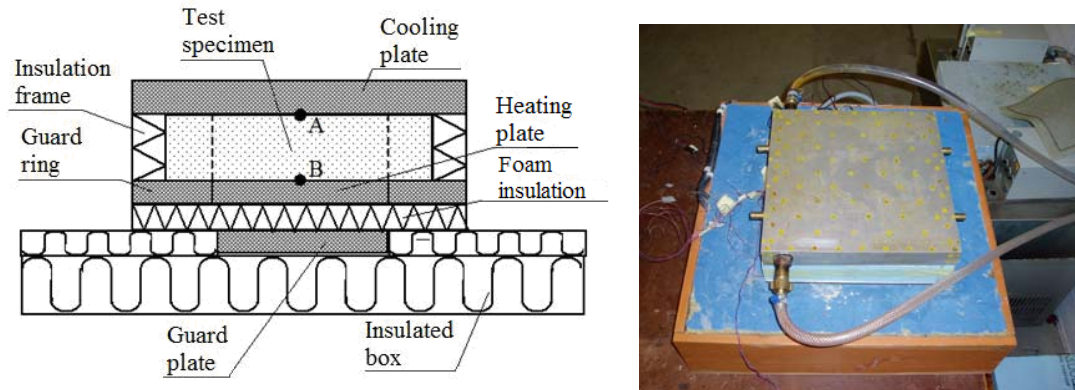 Test
specimen
Cooling
plate
Insulation
frame
Heating
plate
Guard
ring
Foam
insulation
A
B
Guard
plate
Insulated
box